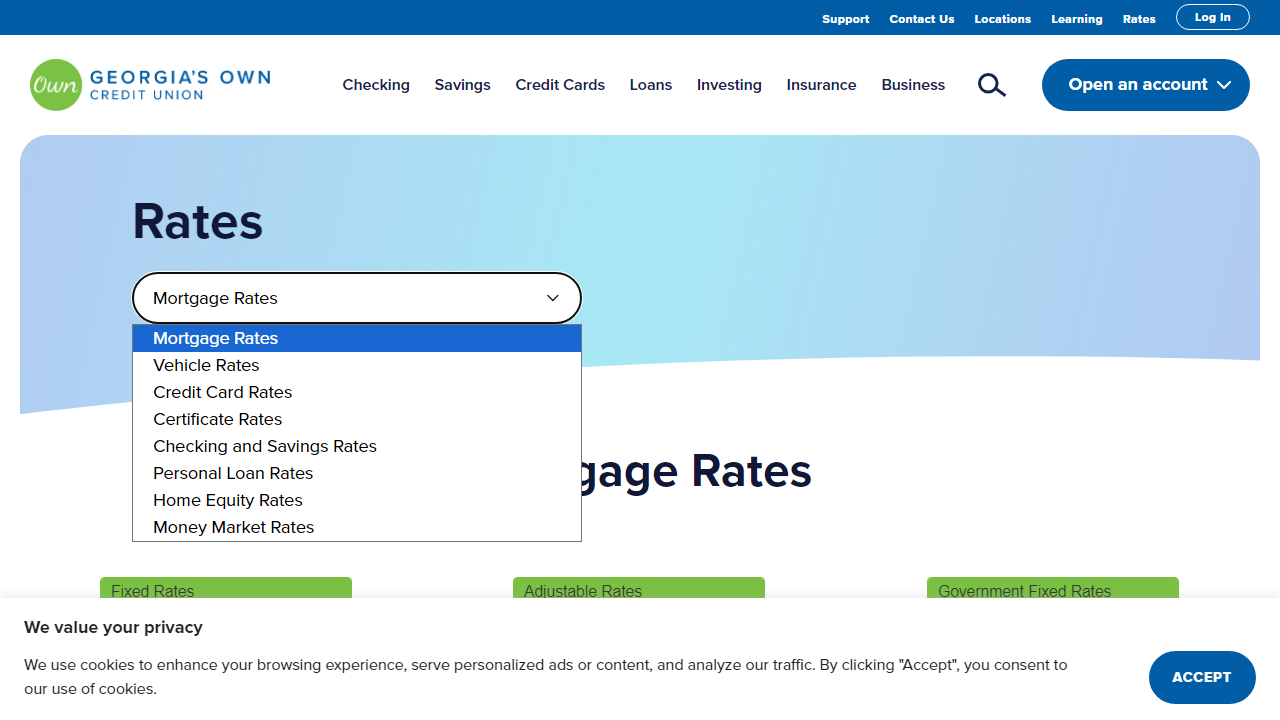 Support Contact Us Locations Learning Rates Log In
Own GEORGIA'S OWN
CREDIT UNION
Checking Savings Credit Cards Loans Investing Insurance Business Open an account
Rates
Mortgage Rates
Mortgage Rates
Vehicle Rates
Credit Card Rates
Certificate Rates
Checking and Savings Rates
Personal Loan Rates
Home Equity Rates
Money Market Rates
gage Rates
Fixed Rates Adjustable Rates Government Fixed Rates
We value your privacy
We use cookies to enhance your browsing experience, serve personalized ads or content, and analyze our traffic. By clicking "Accept", you consent to
our use of cookies.
ACCEPT